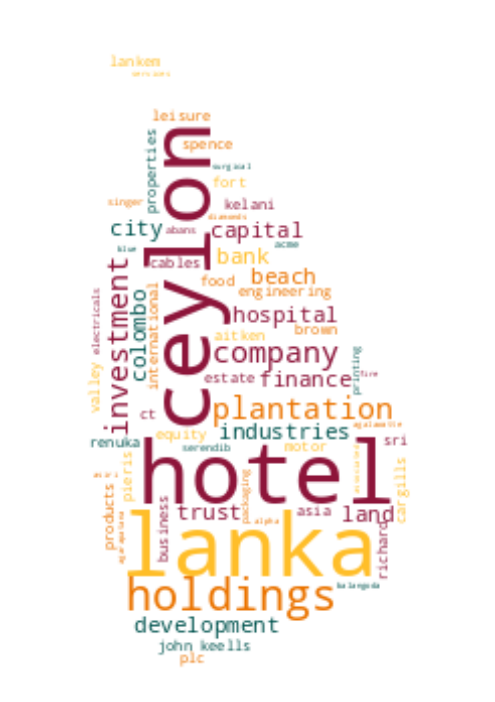 lankem
services
leisure
ceylon
properties
spence
surgical
fort
singer
kelani
diamonds
city
abans
capital
acme
blue
bank
cables
investment
colombo
international
food
beach
engineering
electricals
hospital
aitken
brown
company
printing
valley
estate
finance
fire
ct
plantation
equity
industries
agalawatte
renuka
serendib
motor
sri
hotel
pieris
cargills
products
packaging
business
trust
asia
land
alpha
lanka
richard
agarapatana
holdings
balangoda
development
john keells
plc